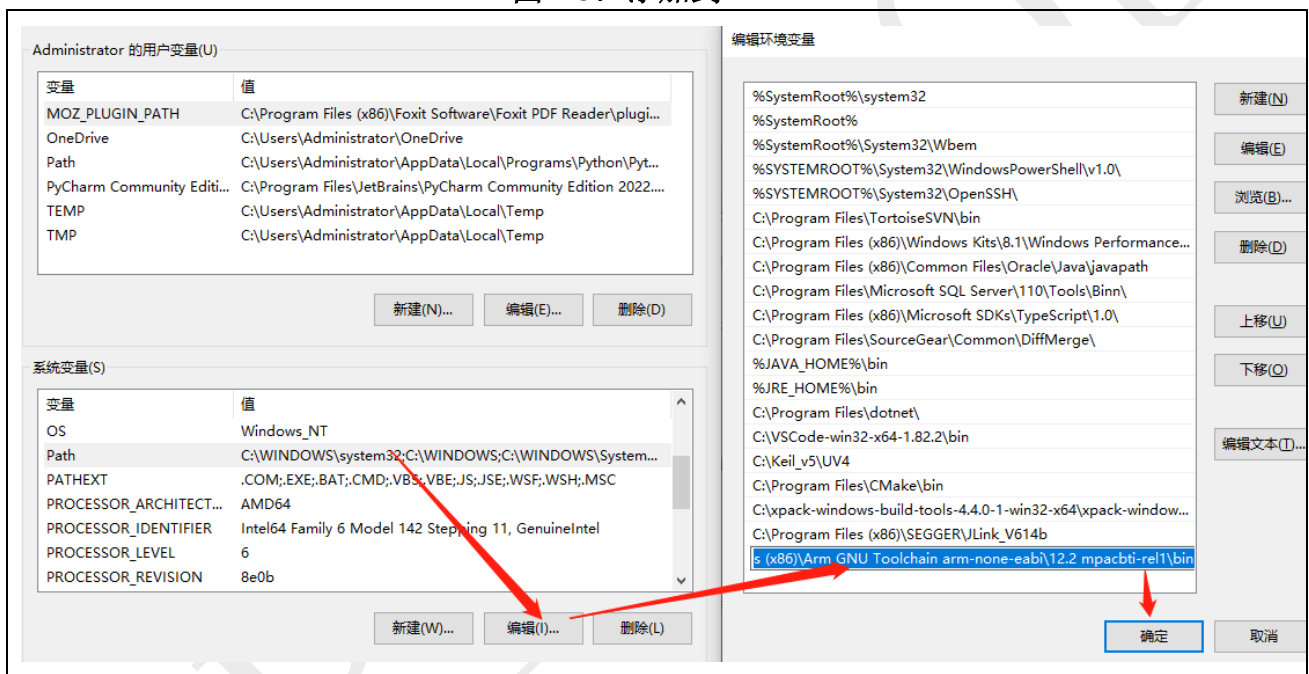 Administrator 的用户变量(U)
变量 值
MOZ_PLUGIN_PATH C:\Program Files (x86)\Foxit Software\Foxit PDF Reader\plugi...
OneDrive C:\Users\Administrator\OneDrive
Path C:\Users\Administrator\AppData\Local\Programs\Python\Pyt...
PyCharm Community Editi... C:\Program Files\JetBrains\PyCharm Community Edition 2022....
TEMP C:\Users\Administrator\AppData\Local\Temp
TMP C:\Users\Administrator\AppData\Local\Temp
新建(N)... 编辑(E)... 删除(D)
系统变量(S)
变量 值
OS Windows_NT
Path C:\WINDOWS\system32;C:\WINDOWS;C:\WINDOWS\System...
PATHEXT .COM;.EXE;.BAT;.CMD;.VBS;.VBE;.JS;.JSE;.WSF;.WSH;.MSC
PROCESSOR_ARCHITECT... AMD64
PROCESSOR_IDENTIFIER Intel64 Family 6 Model 142 Stepping 11, GenuineIntel
PROCESSOR_LEVEL 6
PROCESSOR_REVISION 8e0b
新建(W)... 编辑(I)... 删除(L)
编辑环境变量
%SystemRoot%\system32
%SystemRoot%
%SystemRoot%\System32\Wbem
%SYSTEMROOT%\System32\WindowsPowerShell\v1.0\
%SYSTEMROOT%\System32\OpenSSH\
C:\Program Files\TortoiseSVN\bin
C:\Program Files (x86)\Windows Kits\8.1\Windows Performance...
C:\Program Files (x86)\Common Files\Oracle\Java\javapath
C:\Program Files\Microsoft SQL Server\110\Tools\Binn\
C:\Program Files (x86)\Microsoft SDKs\TypeScript\1.0\
C:\Program Files\SourceGear\Common\DiffMerge\
%JAVA_HOME%\bin
%JRE_HOME%\bin
C:\Program Files\dotnet\
C:\VSCode-win32-x64-1.82.2\bin
C:\Keil_v5\UV4
C:\Program Files\CMake\bin
C:\xpack-windows-build-tools-4.4.0-1-win32-x64\xpack-window...
C:\Program Files (x86)\SEGGER\JLink_V614b
s (x86)\Arm GNU Toolchain arm-none-eabi\12.2 mpacbti-rel1\bin
新建(N)
编辑(E)
浏览(B)...
删除(D)
上移(U)
下移(O)
编辑文本(T)...
确定 取消